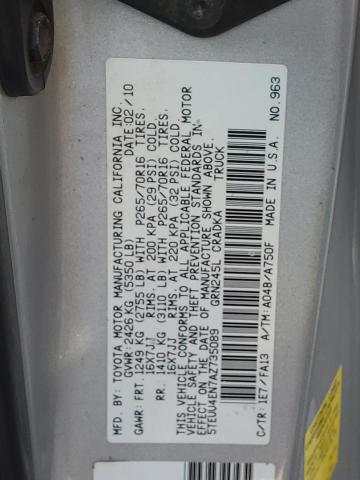 MFD. BY:
TOYOTA MOTOR MANUFACTURING CALIFORNIA INC.
GVWR: 2426 KG (5350 LB) DATE: 02/10
GAWR: FRT. 1249 KG (2755 LB) WITH P265/70R16 TIRES,
16X7JJ RIMS, AT 200 KPA (29 PSI) COLD.
RR. 1410 KG (3110 LB) WITH P265/70R16 TIRES,
16X7JJ RIMS, AT 220 KPA (32 PSI) COLD.
THIS VEHICLE CONFORMS TO ALL APPLICABLE FEDERAL MOTOR
VEHICLE SAFETY AND THEFT PREVENTION STANDARDS IN
EFFECT ON THE DATE OF MANUFACTURE SHOWN ABOVE.
5TEUU4EN7AZ735089 GRN245L CRADKA TRUCK
C/TR: 1E7/FA13 A/TM: A04B/A750F MADE IN U.S.A. NO. 963